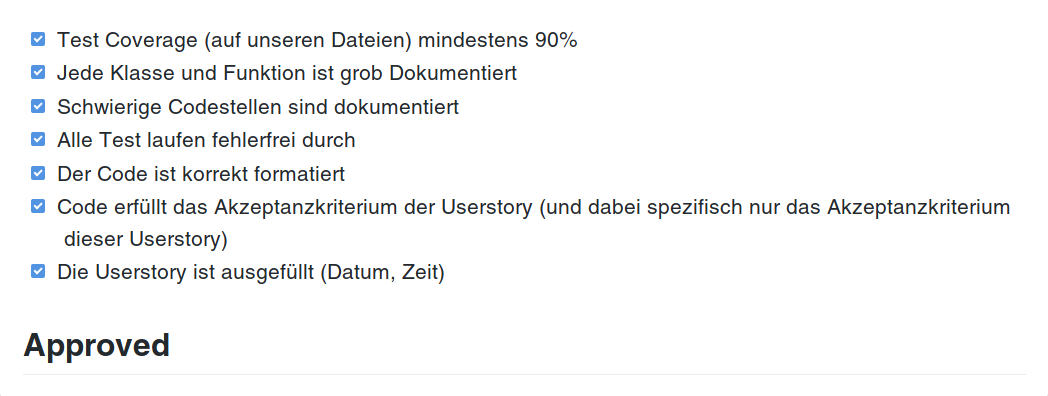 Test Coverage (auf unseren Dateien) mindestens 90%
Jede Klasse und Funktion ist grob Dokumentiert
Schwierige Codestellen sind dokumentiert
Alle Test laufen fehlerfrei durch
Der Code ist korrekt formatiert
Code erfüllt das Akzeptanzkriterium der Userstory (und dabei spezifisch nur das Akzeptanzkriterium
dieser Userstory)
Die Userstory ist ausgefüllt (Datum, Zeit)
Approved